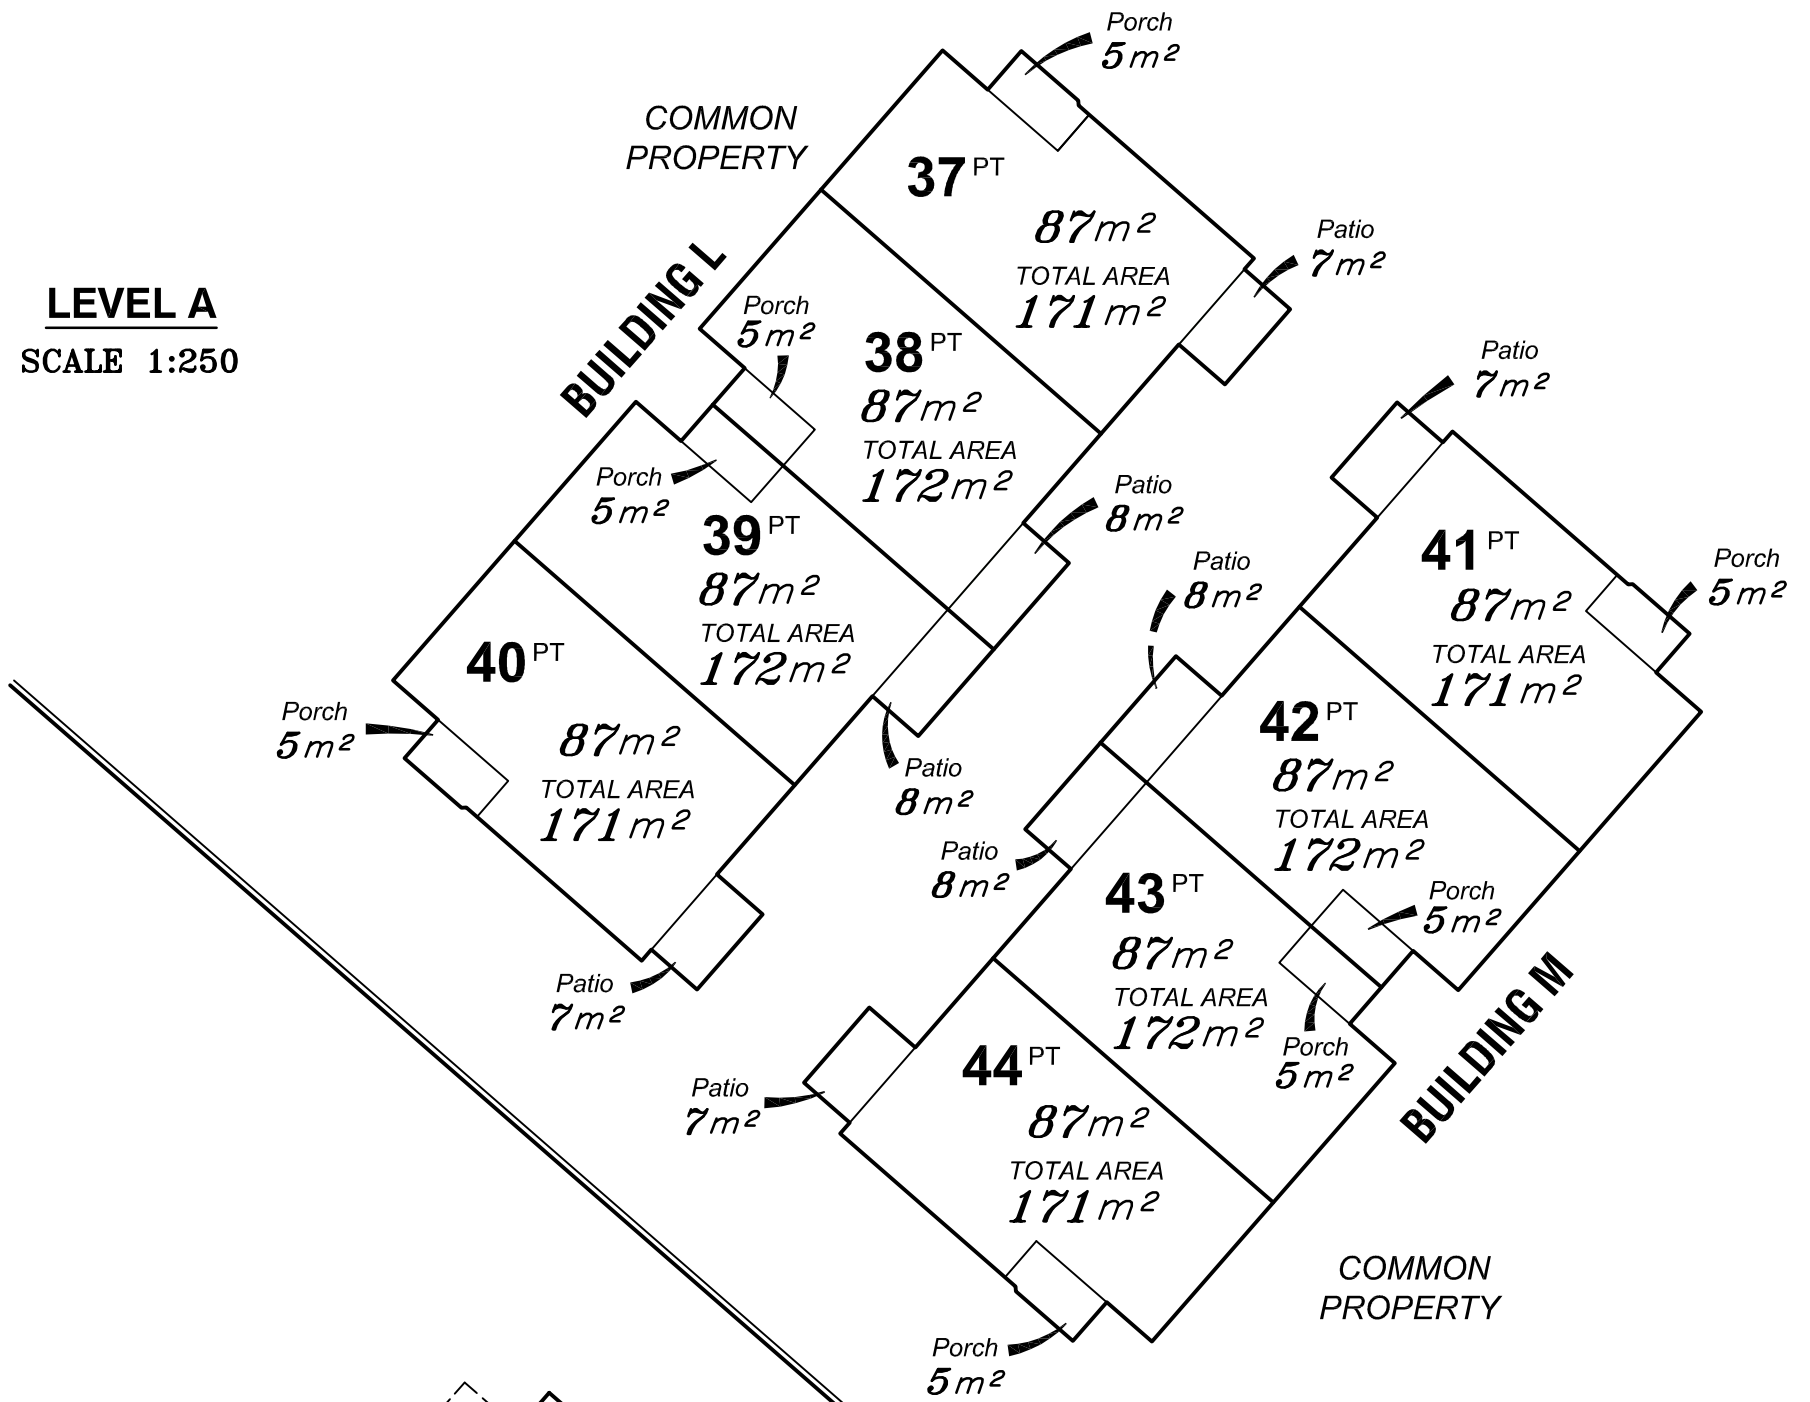 Porch
5m²
COMMON
PROPERTY
37 PT
87m²
TOTAL AREA
171m²
Patio
7m²
LEVEL A
SCALE 1:250
BUILDING L
Porch
5m²
38 PT
87m²
TOTAL AREA
172m²
Patio
7m²
Porch
5m²
39 PT
87m²
TOTAL AREA
172m²
Patio
8m²
41 PT
87m²
TOTAL AREA
171m²
Porch
5m²
Patio
8m²
40 PT
87m²
TOTAL AREA
171m²
Porch
5m²
Patio
8m²
42 PT
87m²
TOTAL AREA
172m²
Patio
8m²
43 PT
87m²
TOTAL AREA
172m²
Porch
5m²
Porch
5m²
BUILDING M
Patio
7m²
Patio
7m²
44 PT
87m²
TOTAL AREA
171m²
COMMON
PROPERTY
Porch
5m²